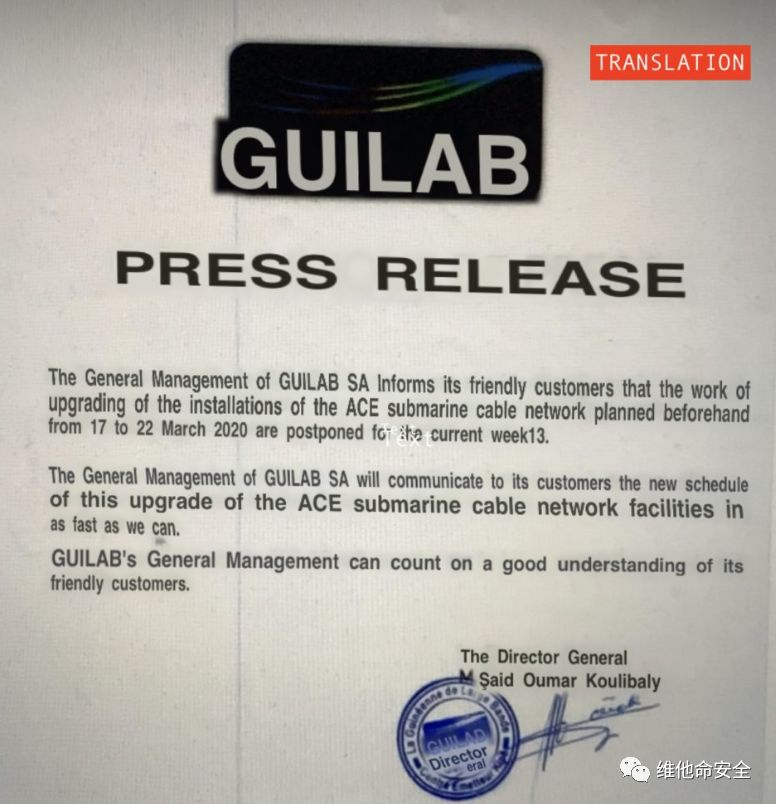 TRANSLATION
GUILAB
PRESS RELEASE
The General Management of GUILAB SA Informs its friendly customers that the work of
upgrading of the installations of the ACE submarine cable network planned beforehand
from 17 to 22 March 2020 are postponed for the current week13.
Text
The General Management of GUILAB SA will communicate to its customers the new schedule
of this upgrade of the ACE submarine cable network facilities in
as fast as we can.
GUILAB's General Management can count on a good understanding of its
friendly customers.
The Director General
M Şaid Oumar Koulibaly
La Guinéenne de Large Bande
GUILAB
Director
eral
维他命安全